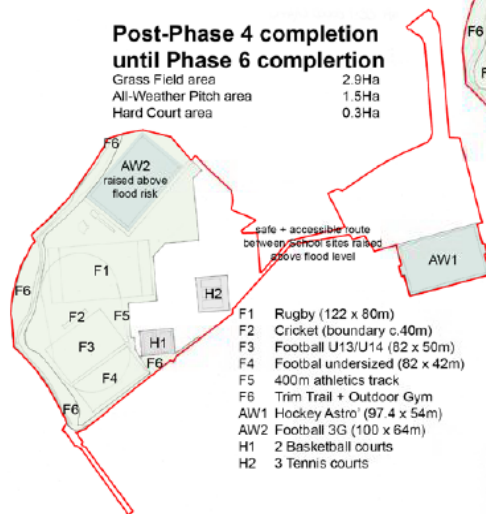 Post-Phase 4 completion
until Phase 6 complertion
Grass Field area 2.9Ha
All-Weather Pitch area 1.5Ha
Hard Court area 0.3Ha
F6
F6
AW2
raised above
flood risk
safe + accessible route
between School sites raised
above flood level
AW1
F1
F6
H2
F2
F5
F3
H1
F6
F4
F6
F1 Rugby (122 x 80m)
F2 Cricket (boundary c.40m)
F3 Football U13/U14 (82 x 50m)
F4 Footbal undersized (82 x 42m)
F5 400m athletics track
F6 Trim Trail + Outdoor Gym
AW1 Hockey Astro' (97.4 x 54m)
AW2 Football 3G (100 x 64m)
H1 2 Basketball courts
H2 3 Tennis courts